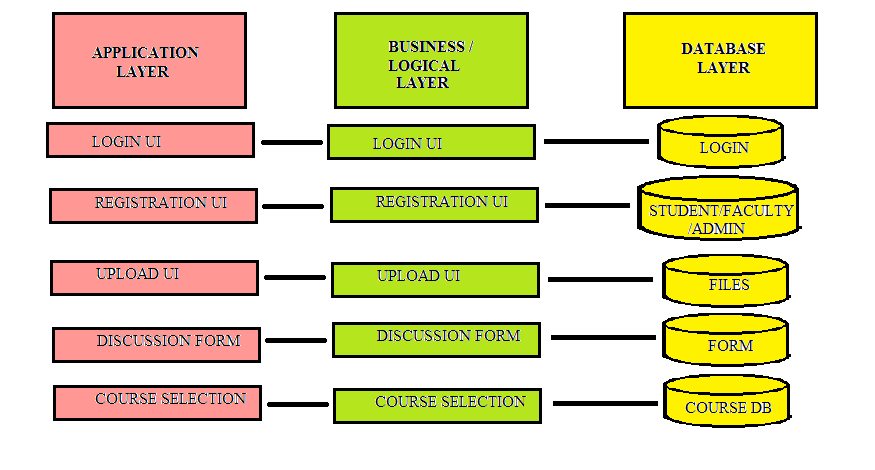 APPLICATION
LAYER
BUSINESS /
LOGICAL
LAYER
DATABASE
LAYER
LOGIN UI
LOGIN UI
LOGIN
REGISTRATION UI
REGISTRATION UI
STUDENT/FACULTY
/ADMIN
UPLOAD UI
UPLOAD UI
FILES
DISCUSSION FORM
DISCUSSION FORM
FORM
COURSE SELECTION
COURSE SELECTION
COURSE DB